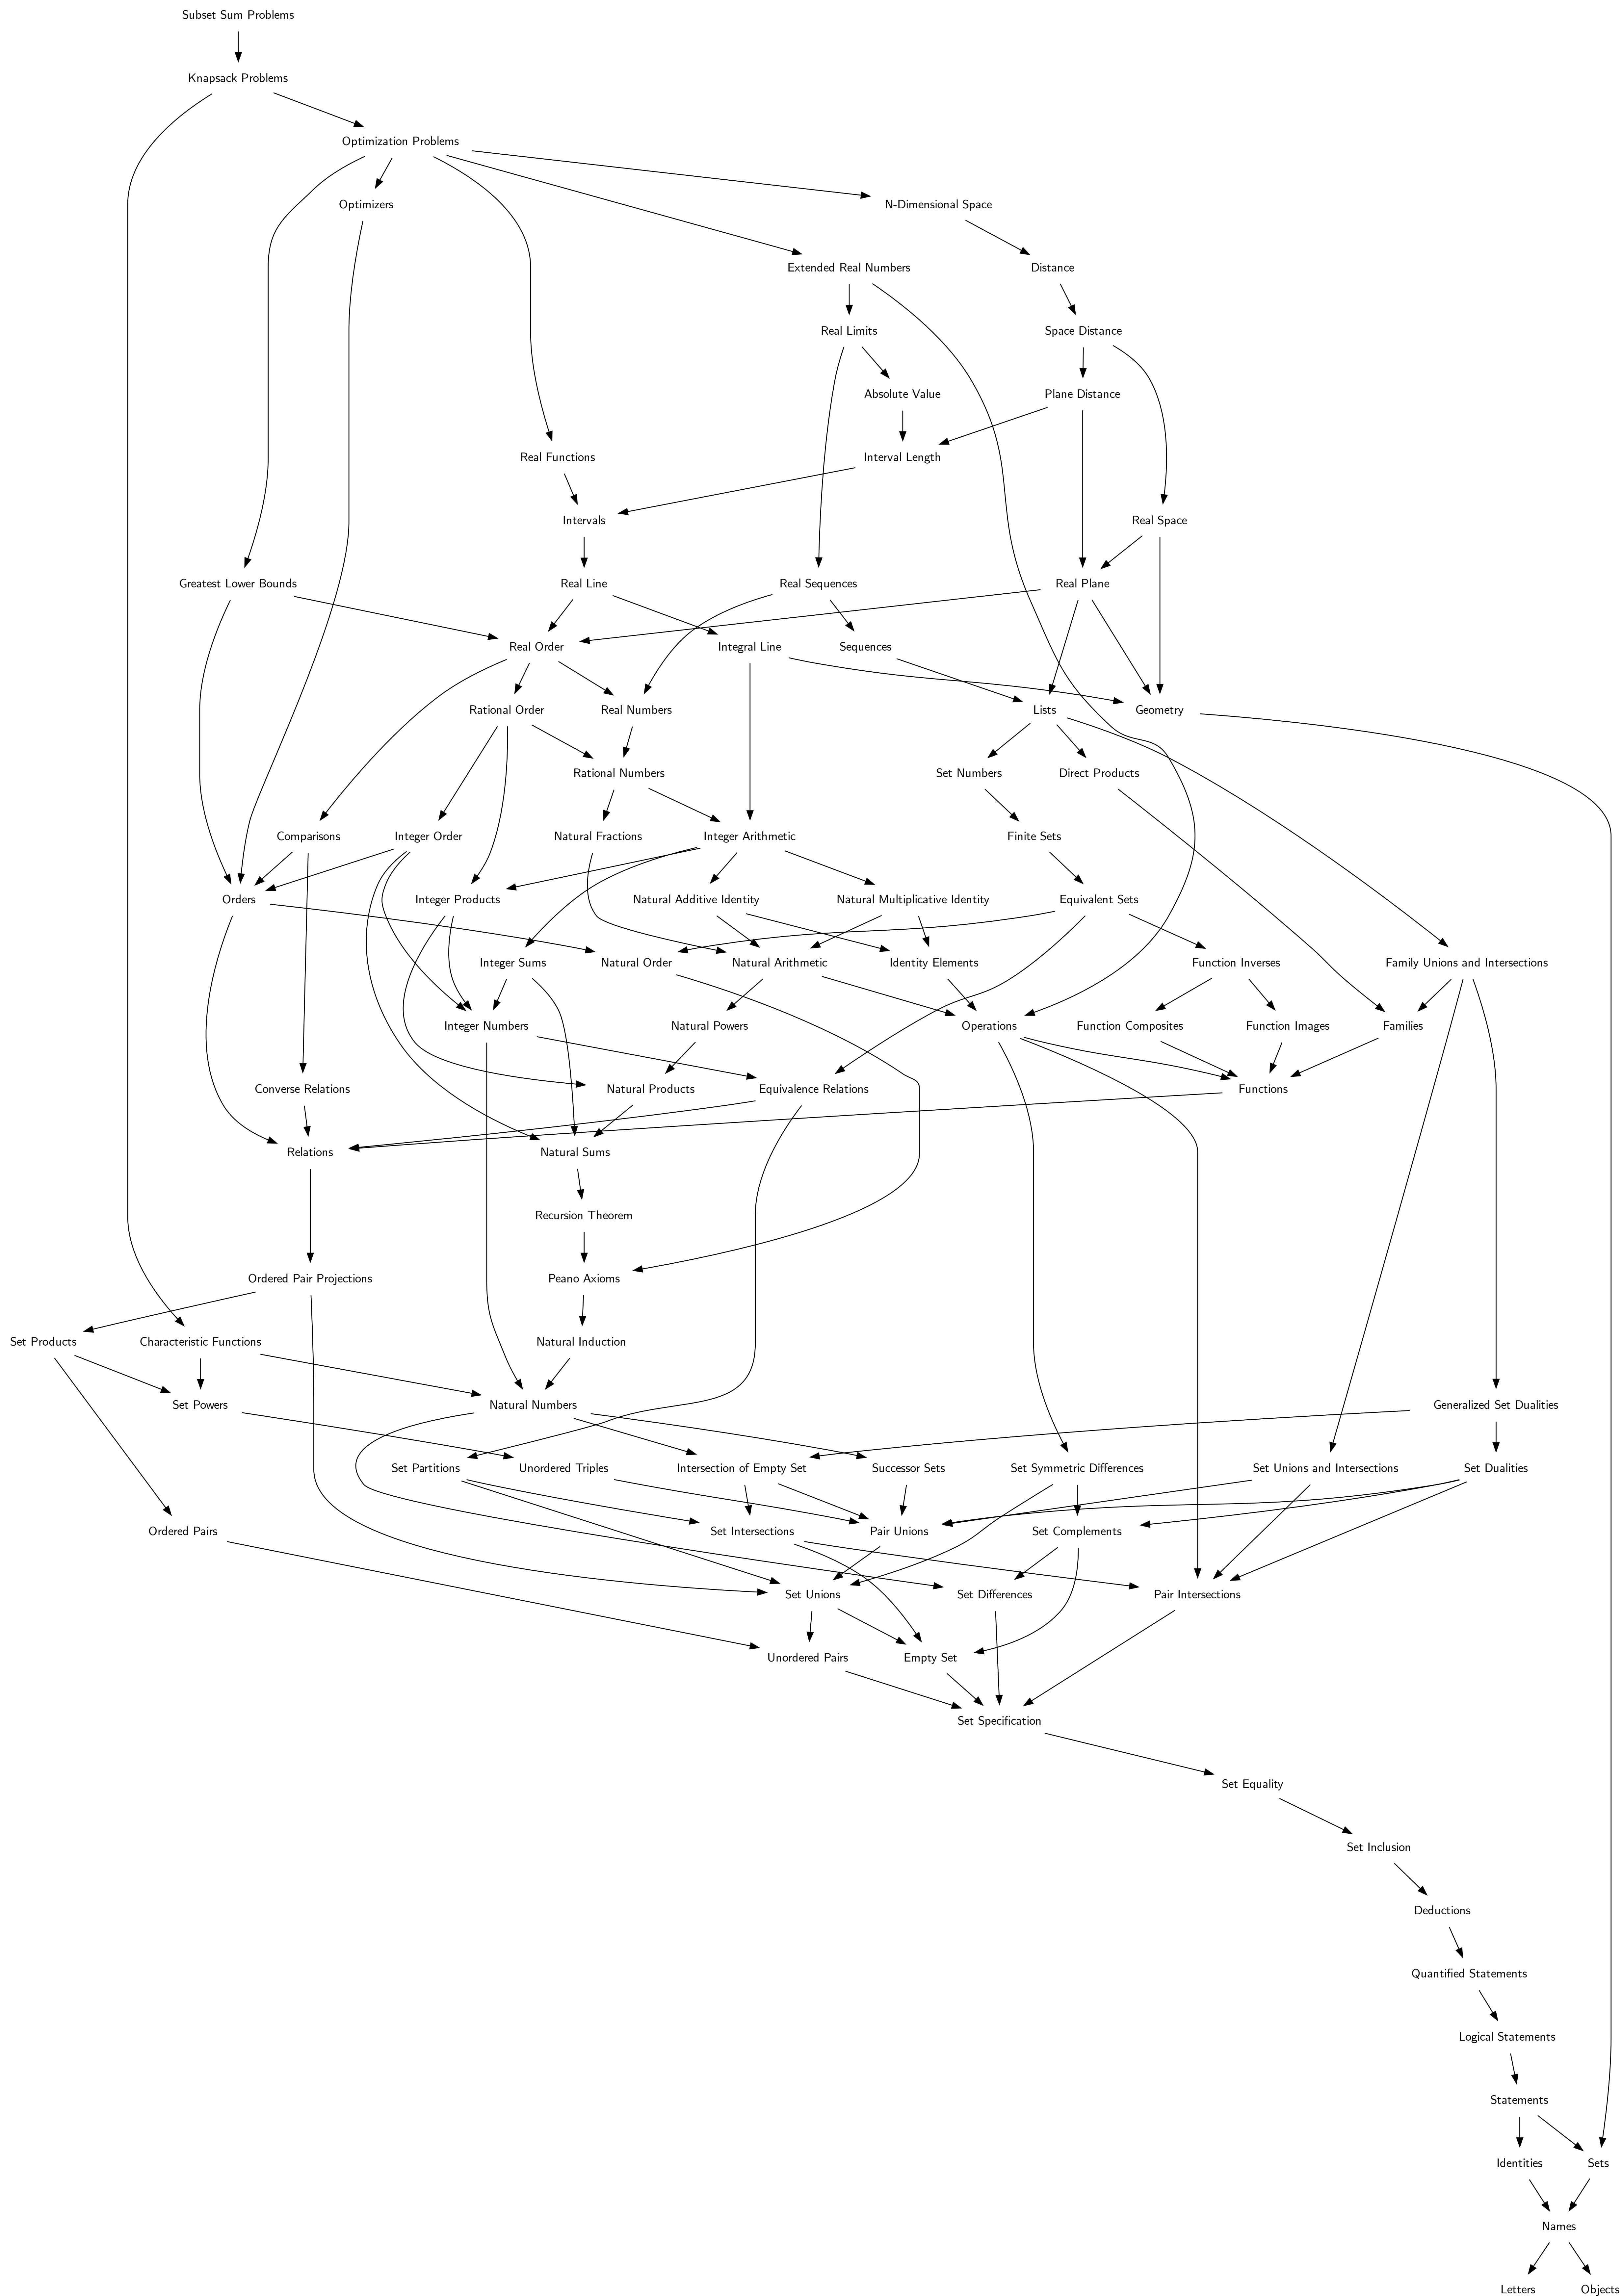 Subset Sum Problems
Knapsack Problems
Optimization Problems
Optimizers
N-Dimensional Space
Extended Real Numbers
Distance
Real Limits
Space Distance
Absolute Value
Plane Distance
Real Functions
Interval Length
Intervals
Real Space
Greatest Lower Bounds
Real Line
Real Sequences
Real Plane
Real Order
Integral Line
Sequences
Rational Order
Real Numbers
Lists
Geometry
Rational Numbers
Set Numbers
Direct Products
Comparisons
Integer Order
Natural Fractions
Integer Arithmetic
Finite Sets
Orders
Integer Products
Natural Additive Identity
Natural Multiplicative Identity
Equivalent Sets
Integer Sums
Natural Order
Natural Arithmetic
Identity Elements
Function Inverses
Family Unions and Intersections
Integer Numbers
Natural Powers
Operations
Function Composites
Function Images
Families
Converse Relations
Natural Products
Equivalence Relations
Functions
Relations
Natural Sums
Recursion Theorem
Ordered Pair Projections
Peano Axioms
Set Products
Characteristic Functions
Natural Induction
Set Powers
Natural Numbers
Generalized Set Dualities
Set Partitions
Unordered Triples
Intersection of Empty Set
Successor Sets
Set Symmetric Differences
Set Unions and Intersections
Set Dualities
Ordered Pairs
Set Intersections
Pair Unions
Set Complements
Set Unions
Set Differences
Pair Intersections
Unordered Pairs
Empty Set
Set Specification
Set Equality
Set Inclusion
Deductions
Quantified Statements
Logical Statements
Statements
Identities
Sets
Names
Letters
Objects